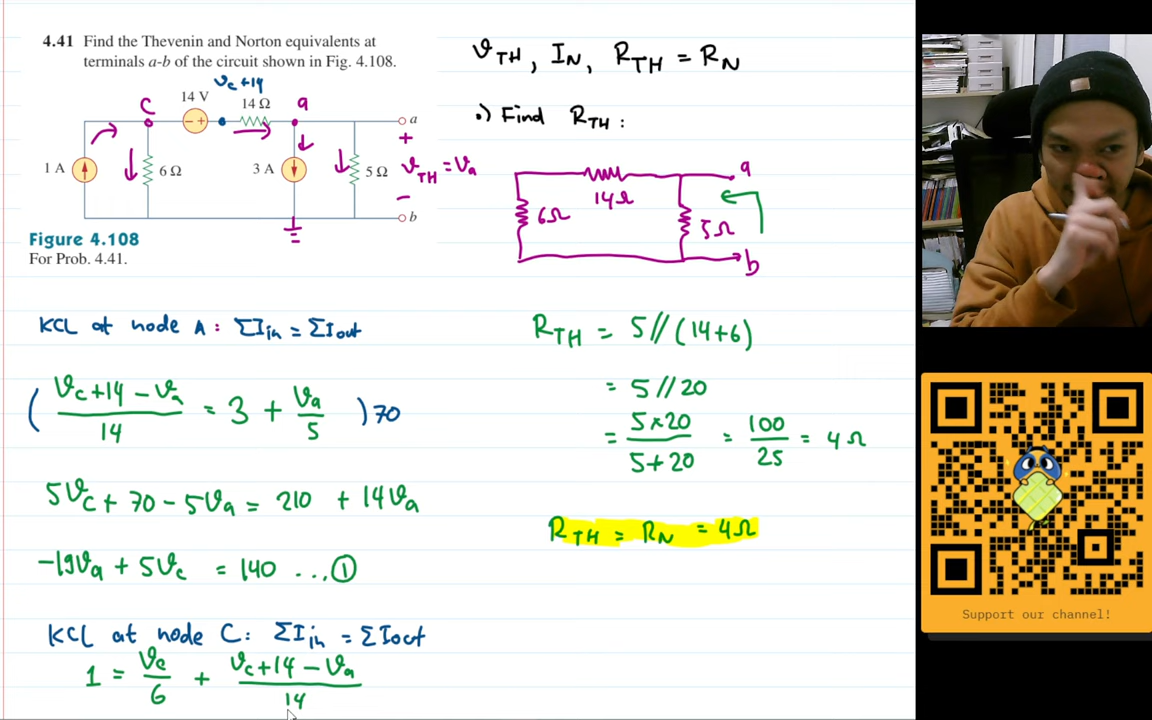 4.41 Find the Thevenin and Norton equivalents at
terminals a-b of the circuit shown in Fig. 4.108.
𝒱c+14
C
14 V
14 Ω
a
a
1 A
6 Ω
3 A
5 Ω
+
𝒱TH = 𝒱a
−
b
Figure 4.108
For Prob. 4.41.
𝒱TH , IN, RTH = RN
.) Find RTH :
14Ω
a
6Ω
5Ω
b
KCL at node A: ΣIin = ΣIout
( (𝒱c+14 − 𝒱a)/14 = 3 + 𝒱a/5 ) 70
5𝒱c + 70 − 5𝒱a = 210 + 14𝒱a
−19𝒱a + 5𝒱c = 140 ...①
KCL at node C: ΣIin = ΣIout
1 = 𝒱c/6 + (𝒱c+14 − 𝒱a)/14
RTH = 5//(14+6)
= 5//20
= (5×20)/(5+20) = 100/25 = 4Ω
RTH = RN = 4Ω
Support our channel!